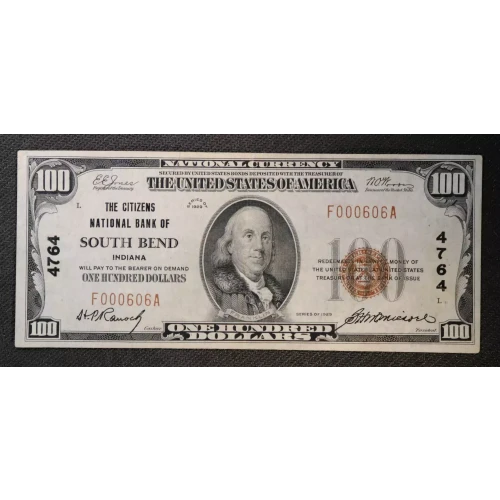 NATIONAL CURRENCY
SECURED BY UNITED STATES BONDS DEPOSITED WITH THE TREASURER OF
THE UNITED STATES OF AMERICA
100
100
E.E. Jones
W.O. Woods
L
THE CITIZENS
NATIONAL BANK OF
SOUTH BEND
INDIANA
WILL PAY TO THE BEARER ON DEMAND
ONE HUNDRED DOLLARS
4764
F000606A
F000606A
100
REDEEMABLE IN LAWFUL MONEY OF
THE UNITED STATES AT UNITED STATES
TREASURY OR AT THE BANK OF ISSUE
4764
L
SERIES OF 1929
Cashier
President
100
ONE HUNDRED
DOLLARS
100